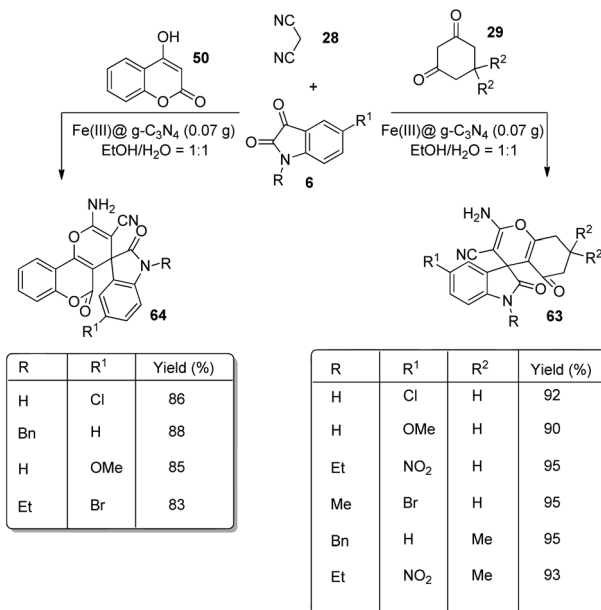 50
OH
O
O
NC
NC
28
+
29
O
O
R²
R²
O
O
N
R
R¹
6
Fe(III)@ g-C₃N₄ (0.07 g)
EtOH/H₂O = 1:1
Fe(III)@ g-C₃N₄ (0.07 g)
EtOH/H₂O = 1:1
NH₂
CN
O
O
N
R
O
O
R¹
64
H₂N
O
R²
R²
NC
R¹
O
O
N
R
63
R R¹ Yield (%)
H Cl 86
Bn H 88
H OMe 85
Et Br 83
R R¹ R² Yield (%)
H Cl H 92
H OMe H 90
Et NO₂ H 95
Me Br H 95
Bn H Me 95
Et NO₂ Me 93